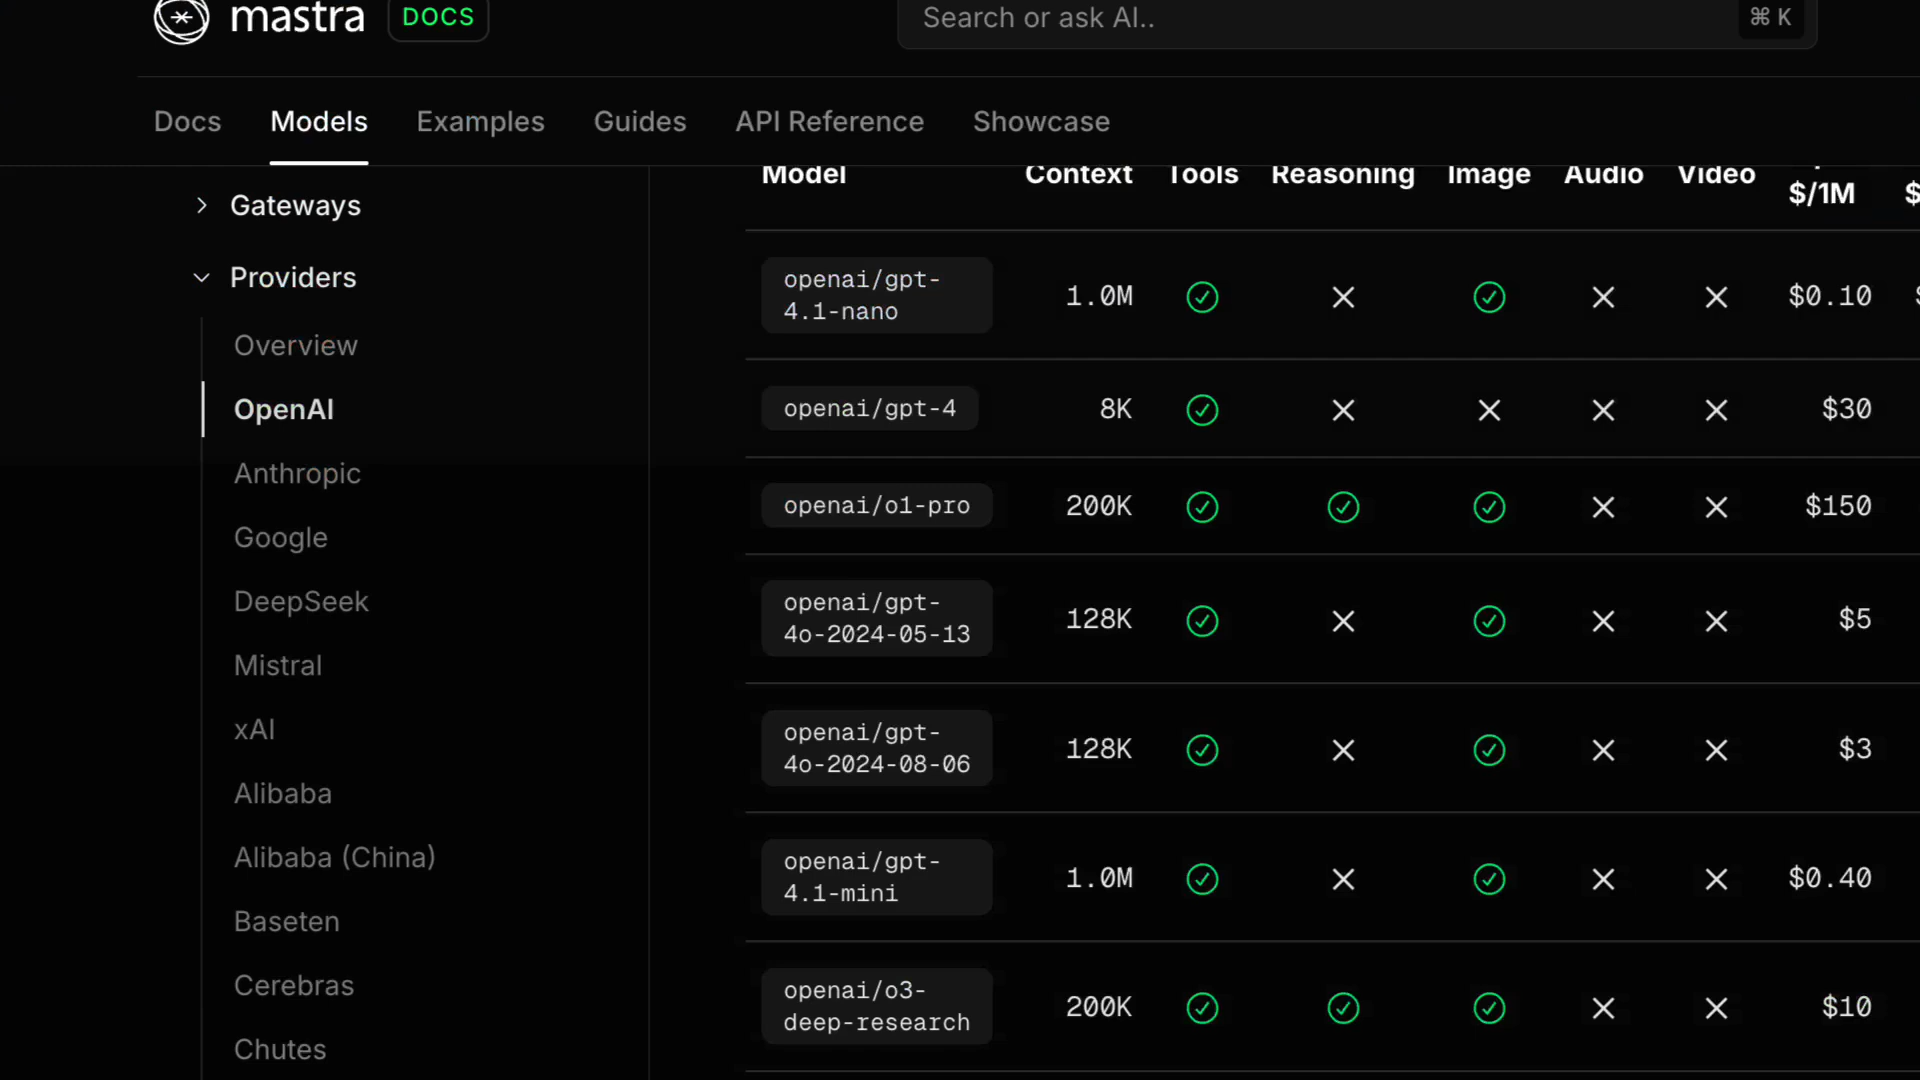 mastra DOCS
Search or ask AI.. ⌘ K
Docs Models Examples Guides API Reference Showcase
Gateways
Providers
Overview
OpenAI
Anthropic
Google
DeepSeek
Mistral
xAI
Alibaba
Alibaba (China)
Baseten
Cerebras
Chutes
Model Context Tools Reasoning Image Audio Video
$/1M $
openai/gpt-
4.1-nano 1.0M $0.10 $
openai/gpt-4 8K $30
openai/o1-pro 200K $150
openai/gpt-
4o-2024-05-13 128K $5
openai/gpt-
4o-2024-08-06 128K $3
openai/gpt-
4.1-mini 1.0M $0.40
openai/o3-
deep-research 200K $10